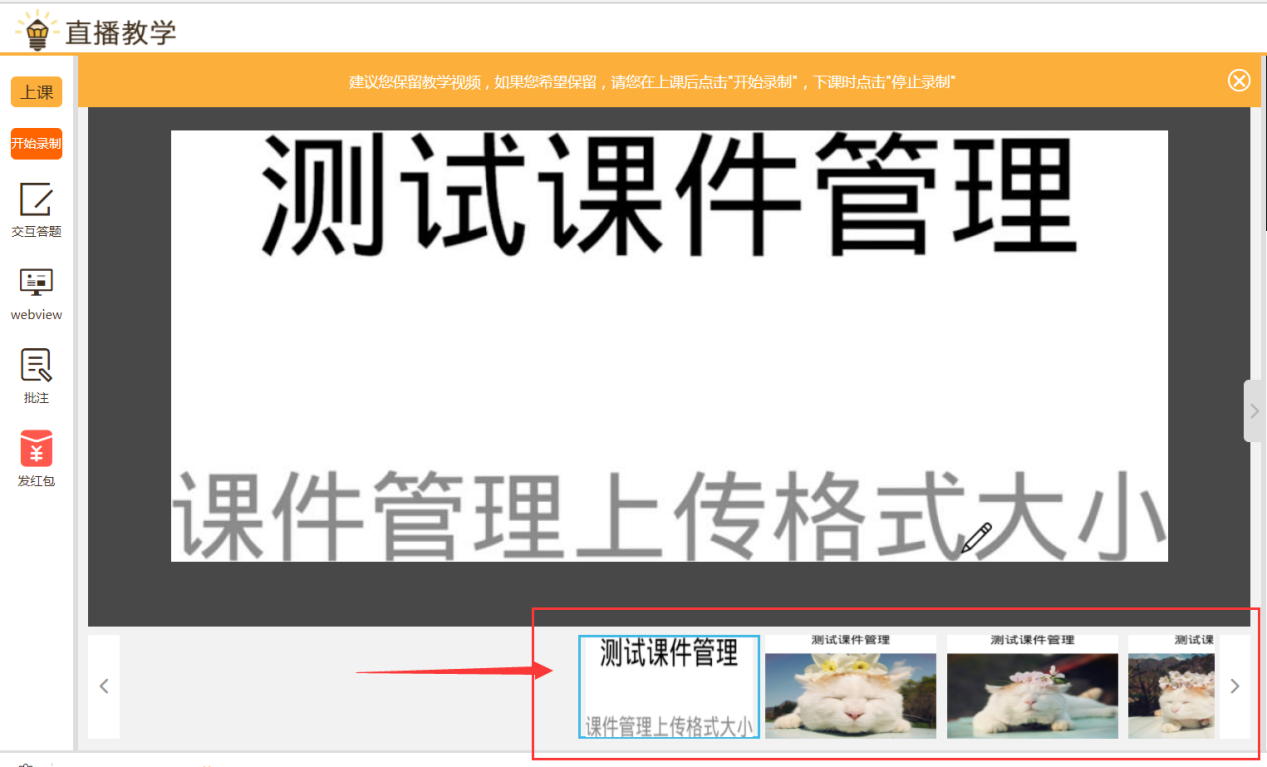 直播教学
上课
建议您保留教学视频，如果您希望保留，请您在上课后点击"开始录制"，下课时点击"停止录制"
开始录制
交互答题
webview
批注
发红包
测试课件管理
课件管理上传格式大小
测试课件管理
课件管理上传格式大小
测试课件管理
测试课件管理
测试课